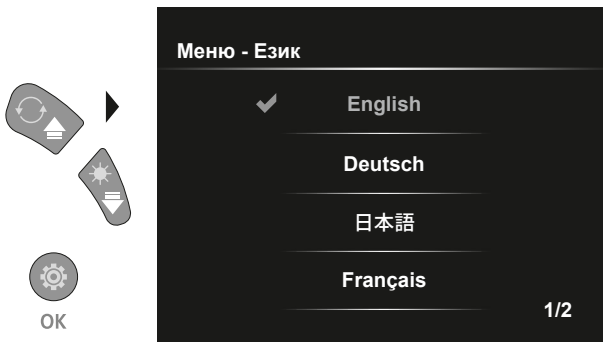 Меню - Език
English
Deutsch
日本語
Français
1/2
OK